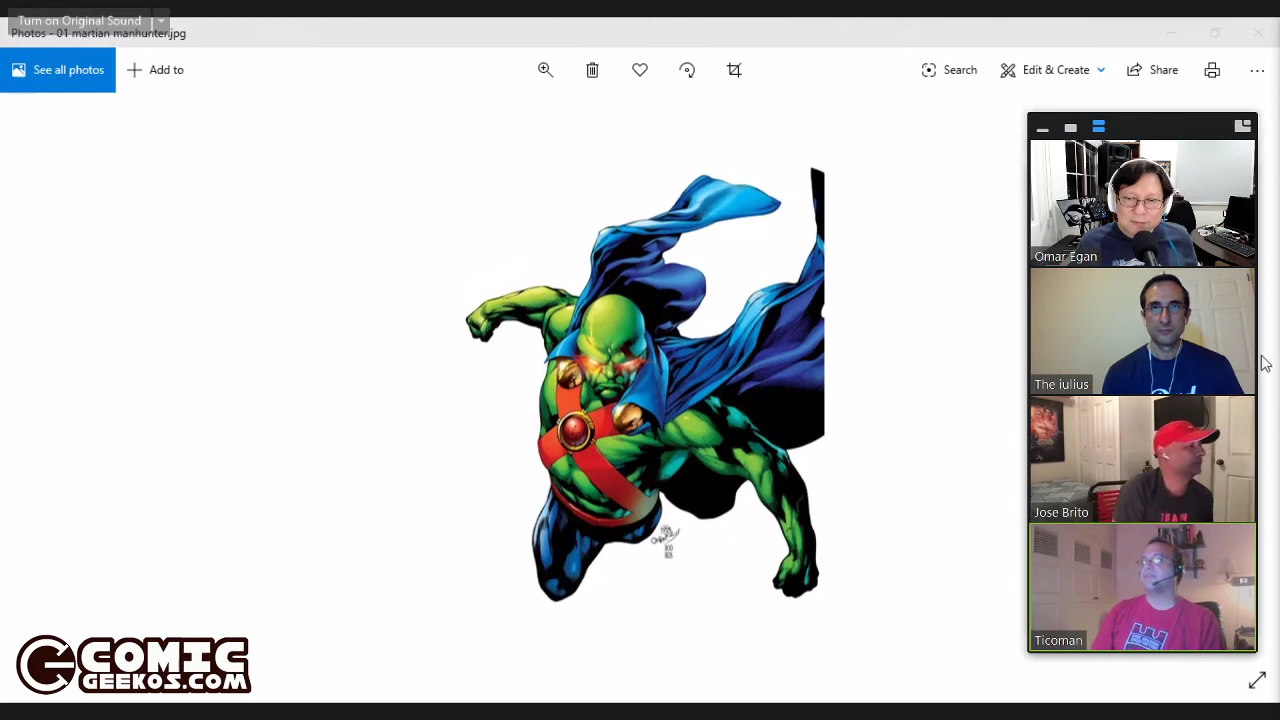 Turn on Original Sound
Photos - 01 martian manhunter.jpg
See all photos
Add to
Search
Edit & Create
Share
Omar Egan
The iulius
Jose Brito
Ticoman
COMIC
GEEKOS.COM